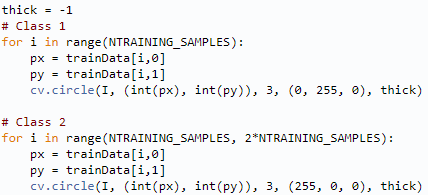 thick = -1
# Class 1
for i in range(NTRAINING_SAMPLES):
    px = trainData[i,0]
    py = trainData[i,1]
    cv.circle(I, (int(px), int(py)), 3, (0, 255, 0), thick)

# Class 2
for i in range(NTRAINING_SAMPLES, 2*NTRAINING_SAMPLES):
    px = trainData[i,0]
    py = trainData[i,1]
    cv.circle(I, (int(px), int(py)), 3, (255, 0, 0), thick)